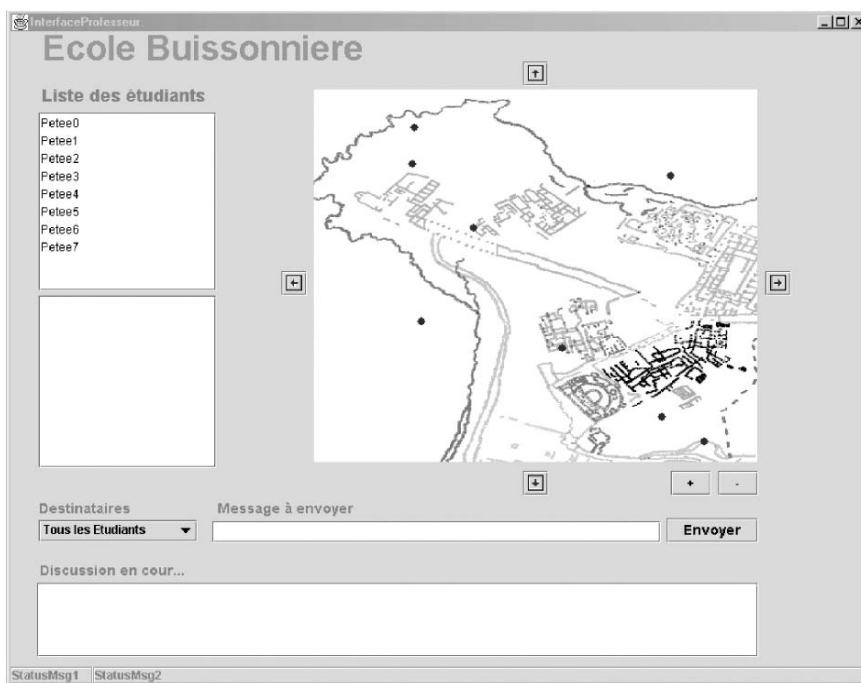 InterfaceProfesseur
Ecole Buissonniere
Liste des étudiants
Petee0
Petee1
Petee2
Petee3
Petee4
Petee5
Petee6
Petee7
+ -
Destinataires Message à envoyer
Tous les Etudiants Envoyer
Discussion en cour...
StatusMsg1 StatusMsg2